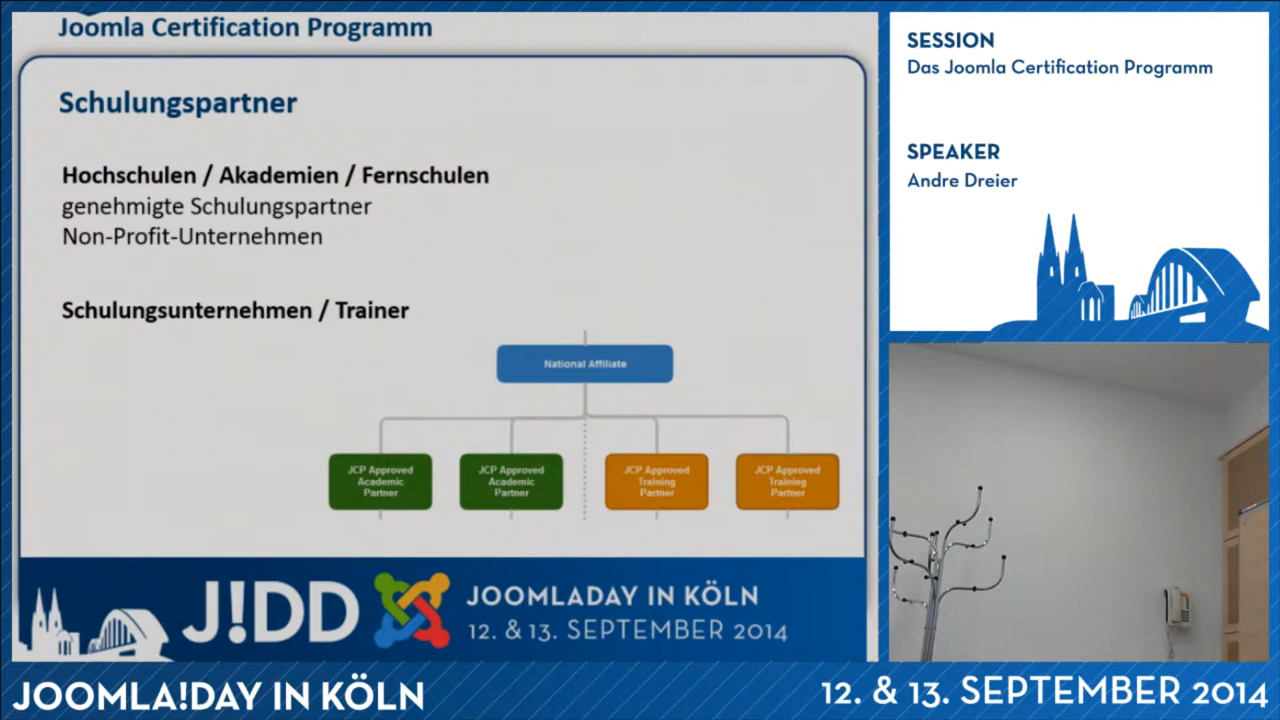 Joomla Certification Programm
Schulungspartner
Hochschulen / Akademien / Fernschulen
genehmigte Schulungspartner
Non-Profit-Unternehmen
Schulungsunternehmen / Trainer
National Affiliate
JCP Approved
Academic
Partner
JCP Approved
Academic
Partner
JCP Approved
Training
Partner
JCP Approved
Training
Partner
J!DD
JOOMLADAY IN KÖLN
12. & 13. SEPTEMBER 2014
SESSION
Das Joomla Certification Programm
SPEAKER
Andre Dreier
JOOMLA!DAY IN KÖLN
12. & 13. SEPTEMBER 2014